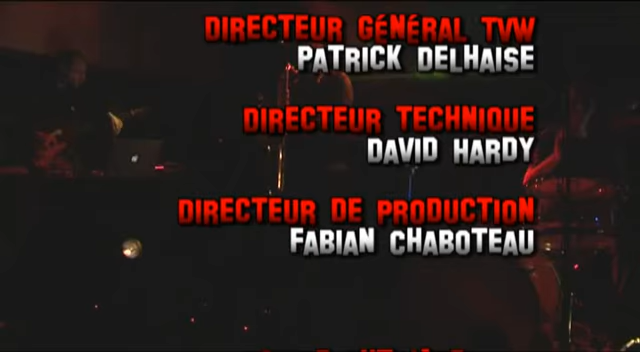 DIRECTEUR GÉNÉRAL TVW
PATRICK DELHAISE
DIRECTEUR TECHNIQUE
DAVID HARDY
DIRECTEUR DE PRODUCTION
FABIAN CHABOTEAU